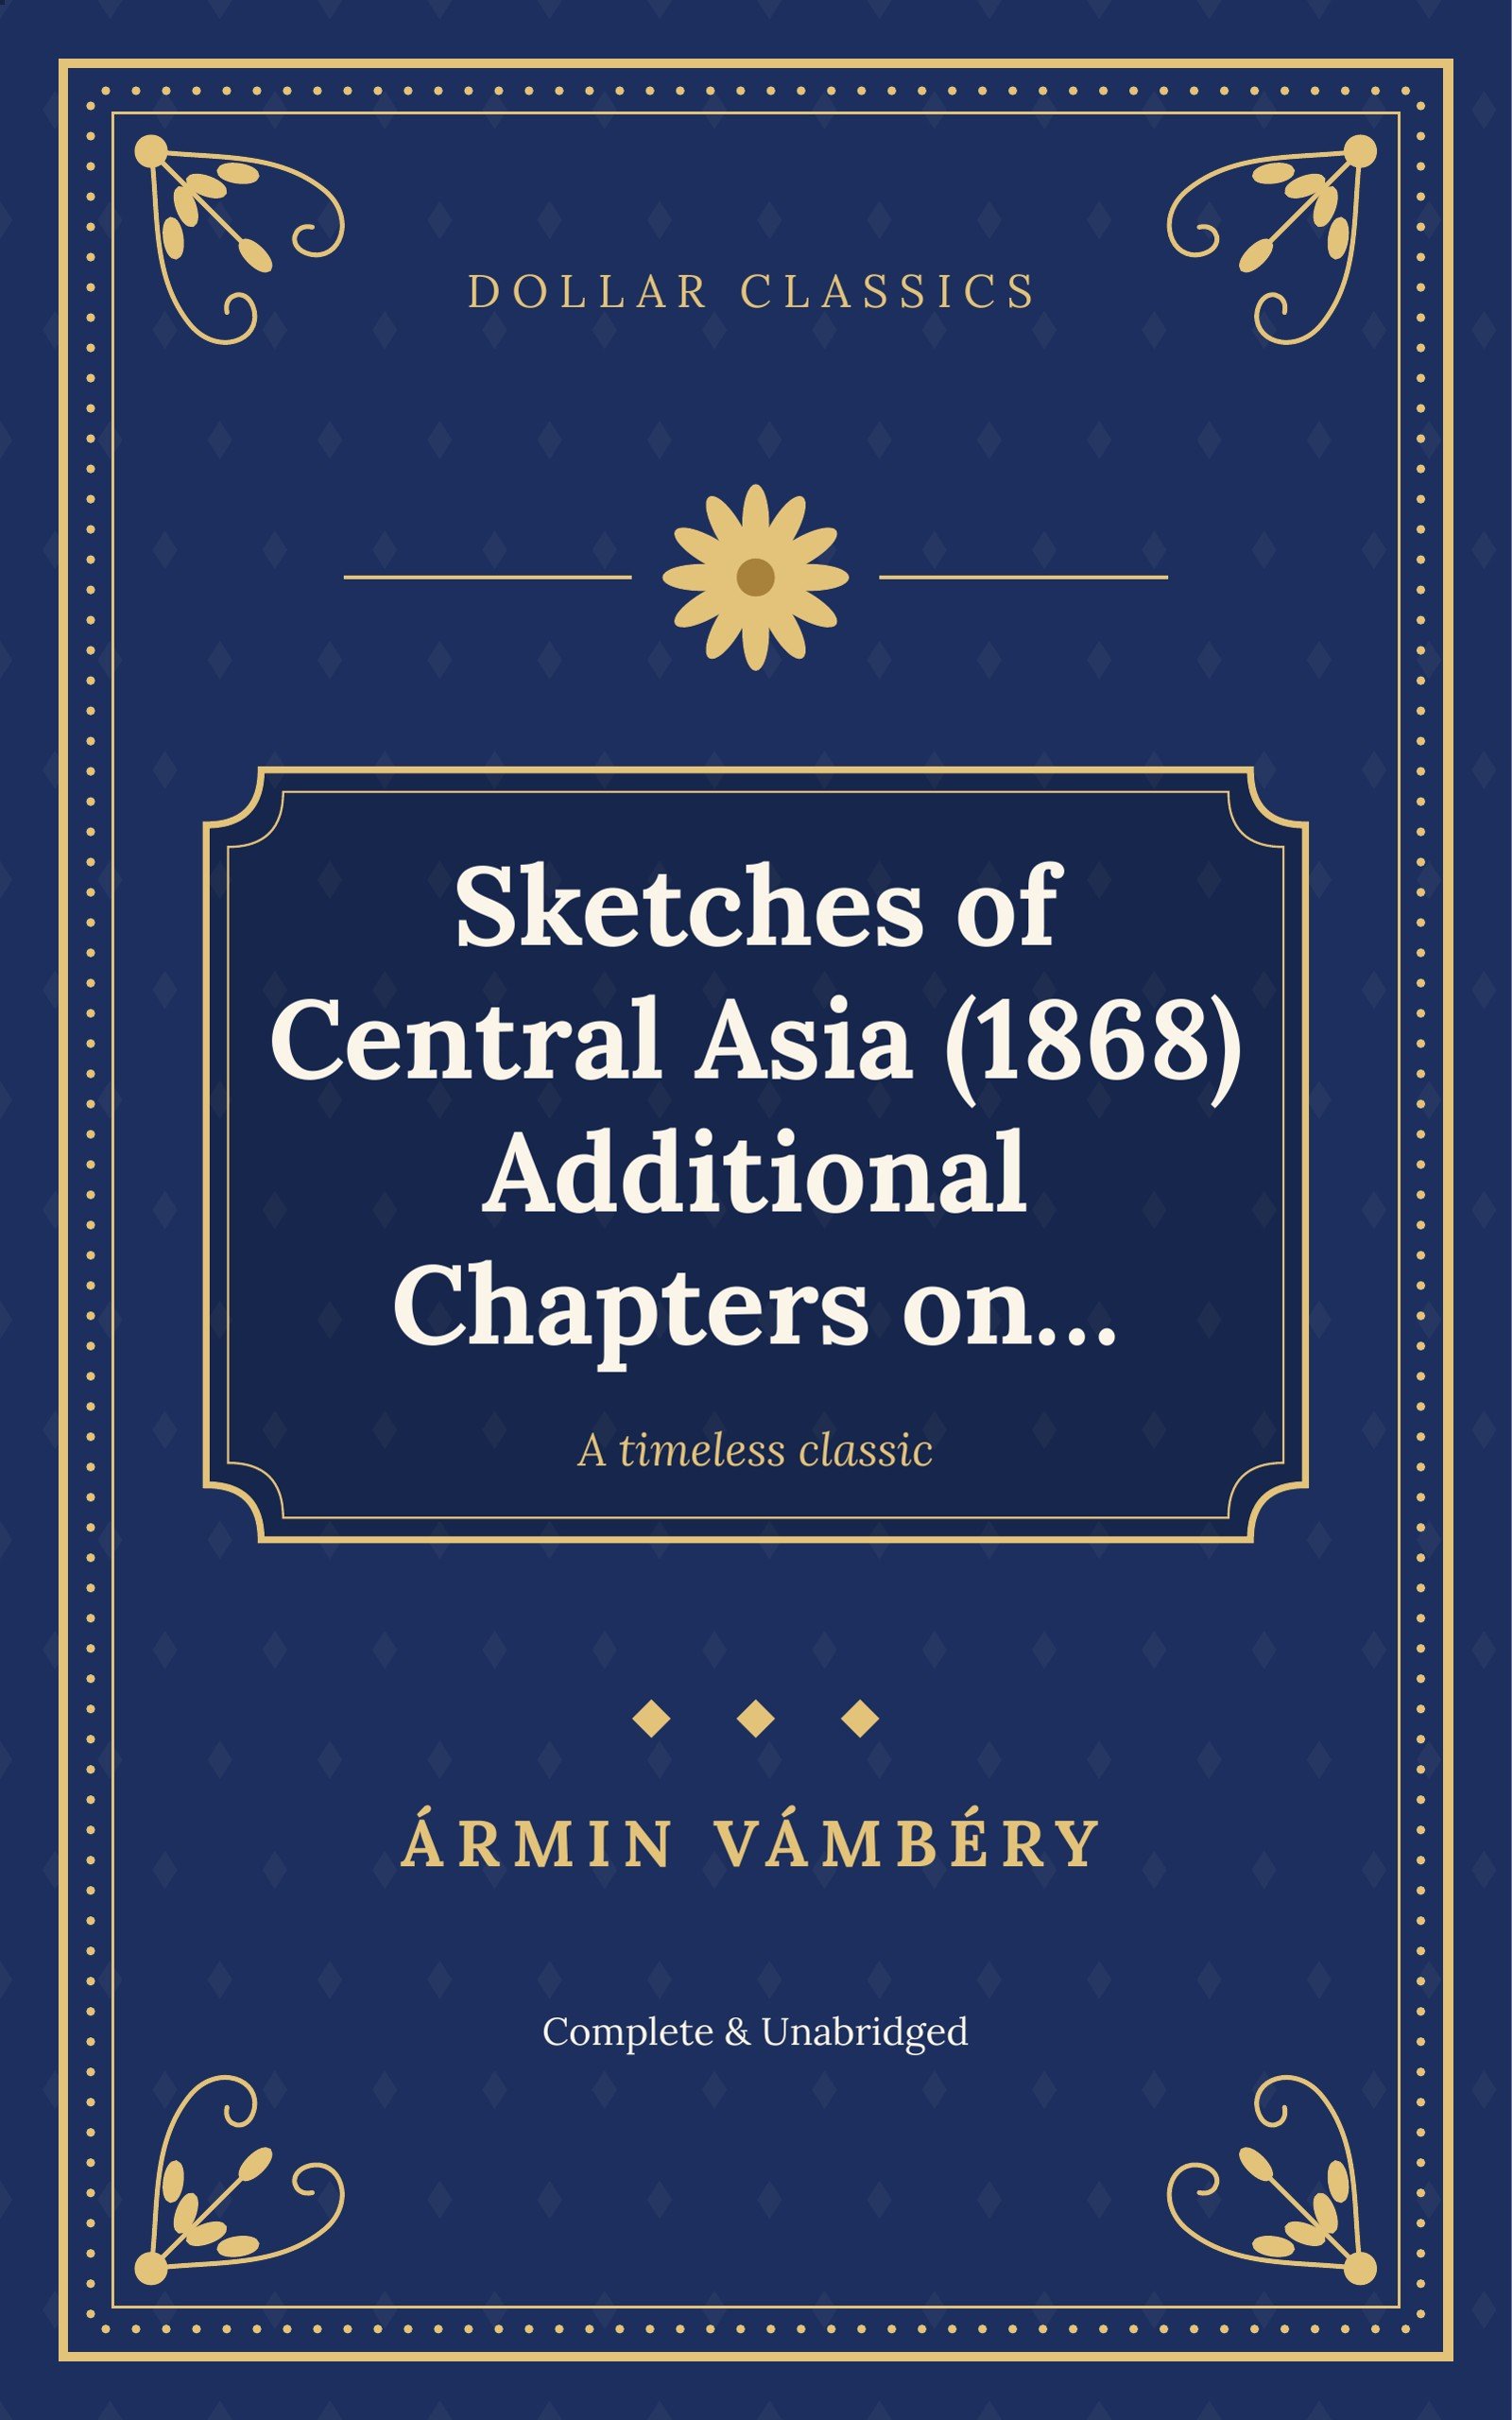 DOLLAR CLASSICS
Sketches of
Central Asia (1868)
Additional
Chapters on...
A timeless classic
ÁRMIN VÁMBÉRY
Complete & Unabridged